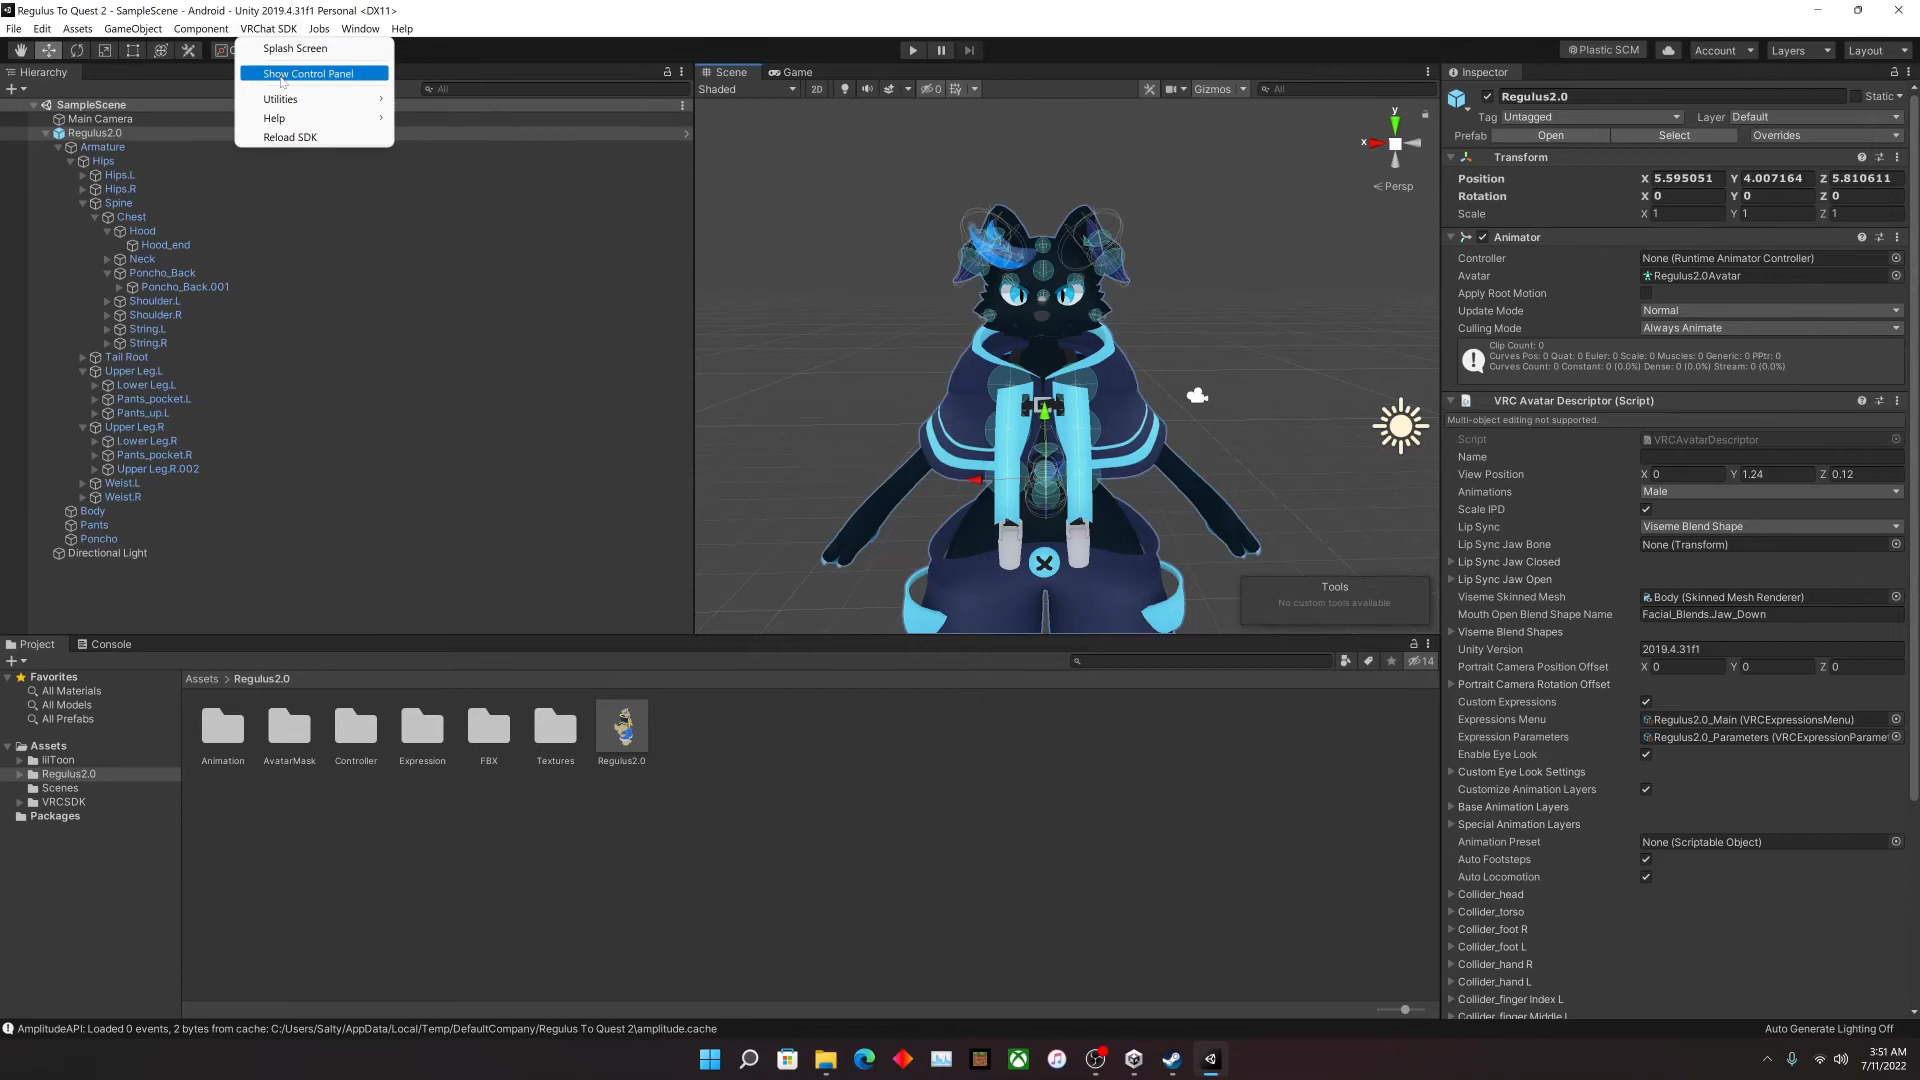 Regulus To Quest 2 - SampleScene - Android - Unity 2019.4.31f1 Personal <DX11>
File Edit Assets GameObject Component VRChat SDK Jobs Window Help
Plastic SCM Account Layers Layout
Splash Screen
Show Control Panel
Utilities
Help
Reload SDK
Hierarchy
All
SampleScene
Main Camera
Regulus2.0
Armature
Hips
Hips.L
Hips.R
Spine
Chest
Hood
Hood_end
Neck
Poncho_Back
Poncho_Back.001
Shoulder.L
Shoulder.R
String.L
String.R
Tail Root
Upper Leg.L
Lower Leg.L
Pants_pocket.L
Pants_up.L
Upper Leg.R
Lower Leg.R
Pants_pocket.R
Upper Leg.R.002
Weist.L
Weist.R
Body
Pants
Poncho
Directional Light
Scene Game
Shaded 2D 0 Gizmos All
y
x
Persp
Tools
No custom tools available
Inspector
Regulus2.0 Static
Tag Untagged Layer Default
Prefab Open Select Overrides
Transform
Position X 5.595051 Y 4.007164 Z 5.810611
Rotation X 0 Y 0 Z 0
Scale X 1 Y 1 Z 1
Animator
Controller None (Runtime Animator Controller)
Avatar Regulus2.0Avatar
Apply Root Motion
Update Mode Normal
Culling Mode Always Animate
Clip Count: 0
Curves Pos: 0 Quat: 0 Euler: 0 Scale: 0 Muscles: 0 Generic: 0 PPtr: 0
Curves Count: 0 Constant: 0 (0.0%) Dense: 0 (0.0%) Stream: 0 (0.0%)
VRC Avatar Descriptor (Script)
Multi-object editing not supported.
Script VRCAvatarDescriptor
Name
View Position X 0 Y 1.24 Z 0.12
Animations Male
Scale IPD
Lip Sync Viseme Blend Shape
Lip Sync Jaw Bone None (Transform)
Lip Sync Jaw Closed
Lip Sync Jaw Open
Viseme Skinned Mesh Body (Skinned Mesh Renderer)
Mouth Open Blend Shape Name Facial_Blends.Jaw_Down
Viseme Blend Shapes
Unity Version 2019.4.31f1
Portrait Camera Position Offset X 0 Y 0 Z 0
Portrait Camera Rotation Offset
Custom Expressions
Expressions Menu Regulus2.0_Main (VRCExpressionsMenu)
Expression Parameters Regulus2.0_Parameters (VRCExpressionParamet
Enable Eye Look
Custom Eye Look Settings
Customize Animation Layers
Base Animation Layers
Special Animation Layers
Animation Preset None (Scriptable Object)
Auto Footsteps
Auto Locomotion
Collider_head
Collider_torso
Collider_foot R
Collider_foot L
Collider_hand R
Collider_hand L
Collider_finger Index L
Collider_finger Middle L
Project Console
14
Favorites
All Materials
All Models
All Prefabs
Assets
lilToon
Regulus2.0
Scenes
VRCSDK
Packages
Assets > Regulus2.0
Animation AvatarMask Controller Expression FBX Textures Regulus2.0
AmplitudeAPI: Loaded 0 events, 2 bytes from cache: C:/Users/Salty/AppData/Local/Temp/DefaultCompany/Regulus To Quest 2\amplitude.cache
Auto Generate Lighting Off
3:51 AM
7/11/2022